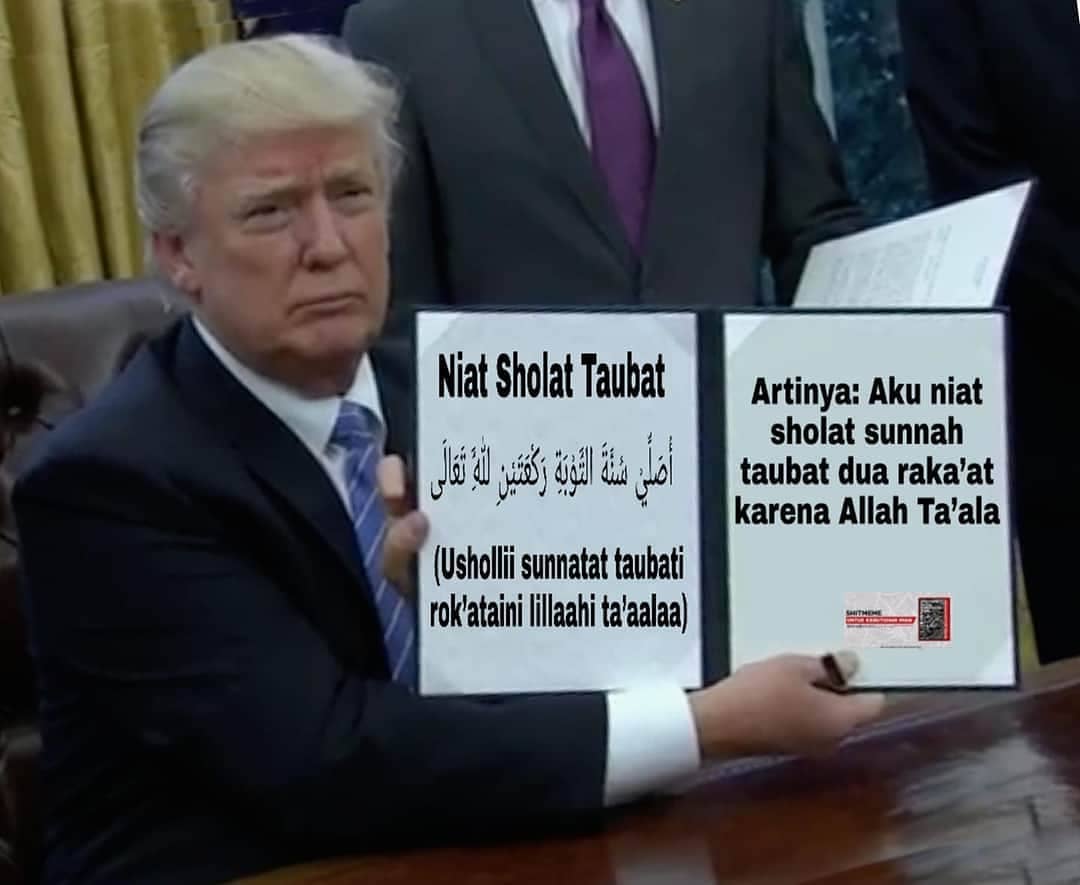 Niat Sholat Taubat
أُصَلِّيْ سُنَّةَ التَّوْبَةِ رَكْعَتَيْنِ لِلّٰهِ تَعَالَى
(Ushollii sunnatat taubati
rok'ataini lillaahi ta'aalaa)
Artinya: Aku niat
sholat sunnah
taubat dua raka'at
karena Allah Ta'ala
SHITMEME
UNTUK KEBUTUHAN IMAN